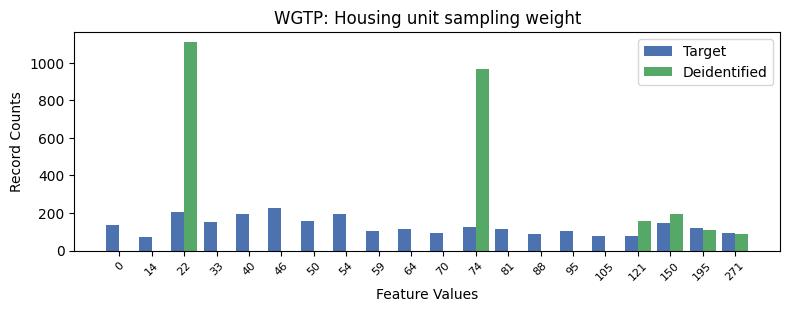 WGTP: Housing unit sampling weight
Target
Deidentified
Record Counts
1000
800
600
400
200
0
0 14 22 33 40 46 50 54 59 64 70 74 81 88 95 105 121 150 195 271
Feature Values